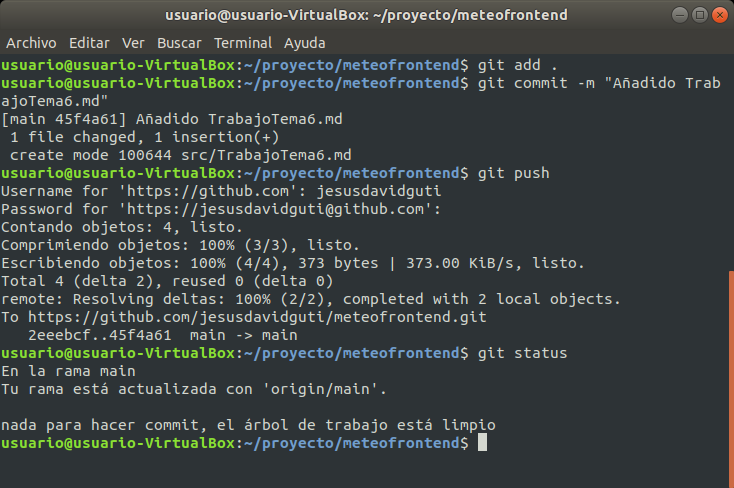 usuario@usuario-VirtualBox: ~/proyecto/meteofrontend
Archivo Editar Ver Buscar Terminal Ayuda
usuario@usuario-VirtualBox:~/proyecto/meteofrontend$ git add .
usuario@usuario-VirtualBox:~/proyecto/meteofrontend$ git commit -m "Añadido Trab
ajoTema6.md"
[main 45f4a61] Añadido TrabajoTema6.md
 1 file changed, 1 insertion(+)
 create mode 100644 src/TrabajoTema6.md
usuario@usuario-VirtualBox:~/proyecto/meteofrontend$ git push
Username for 'https://github.com': jesusdavidguti
Password for 'https://jesusdavidguti@github.com':
Contando objetos: 4, listo.
Comprimiendo objetos: 100% (3/3), listo.
Escribiendo objetos: 100% (4/4), 373 bytes | 373.00 KiB/s, listo.
Total 4 (delta 2), reused 0 (delta 0)
remote: Resolving deltas: 100% (2/2), completed with 2 local objects.
To https://github.com/jesusdavidguti/meteofrontend.git
   2eeebcf..45f4a61  main -> main
usuario@usuario-VirtualBox:~/proyecto/meteofrontend$ git status
En la rama main
Tu rama está actualizada con 'origin/main'.
nada para hacer commit, el árbol de trabajo está limpio
usuario@usuario-VirtualBox:~/proyecto/meteofrontend$